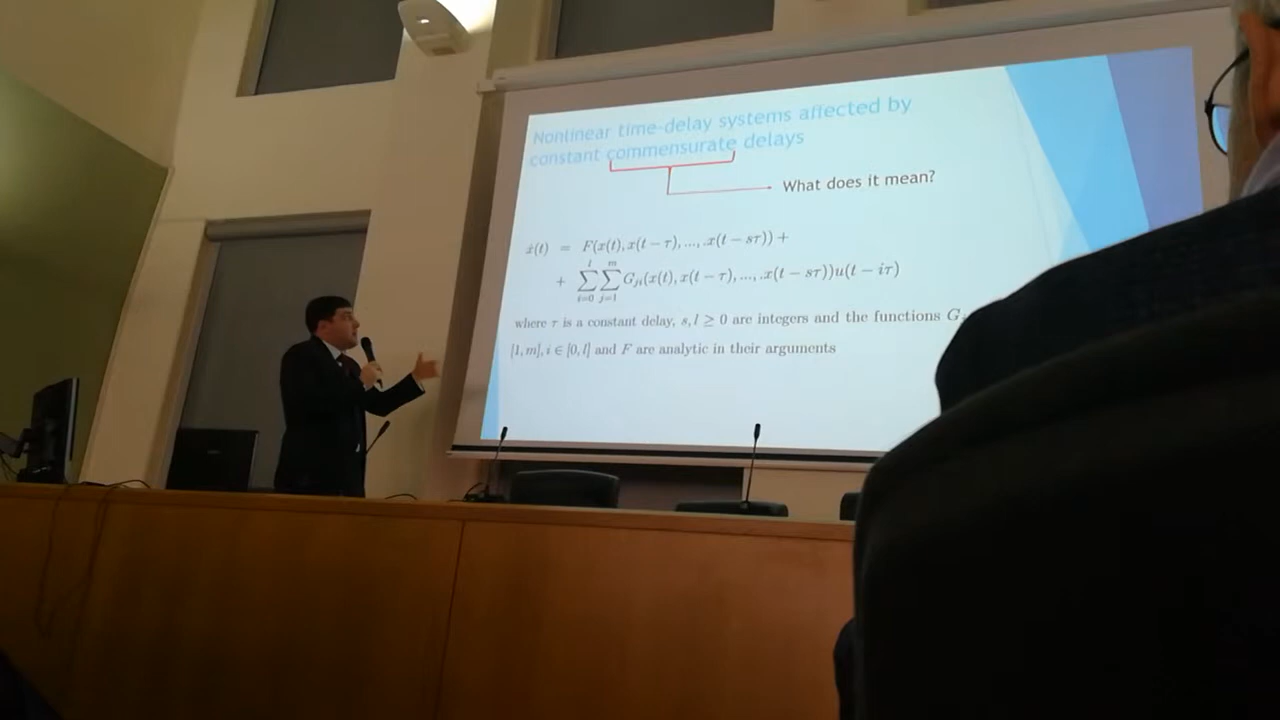 Nonlinear time-delay systems affected by
constant commensurate delays
What does it mean?
ẋ(t) = F(x(t), x(t − τ), ..., x(t − sτ)) +
+ ∑_{i=0}^{l} ∑_{j=1}^{m} G_{ji}(x(t), x(t − τ), ..., x(t − sτ))u(t − iτ)
where τ is a constant delay, s, l ≥ 0 are integers and the functions G
[1, m], i ∈ [0, l] and F are analytic in their arguments